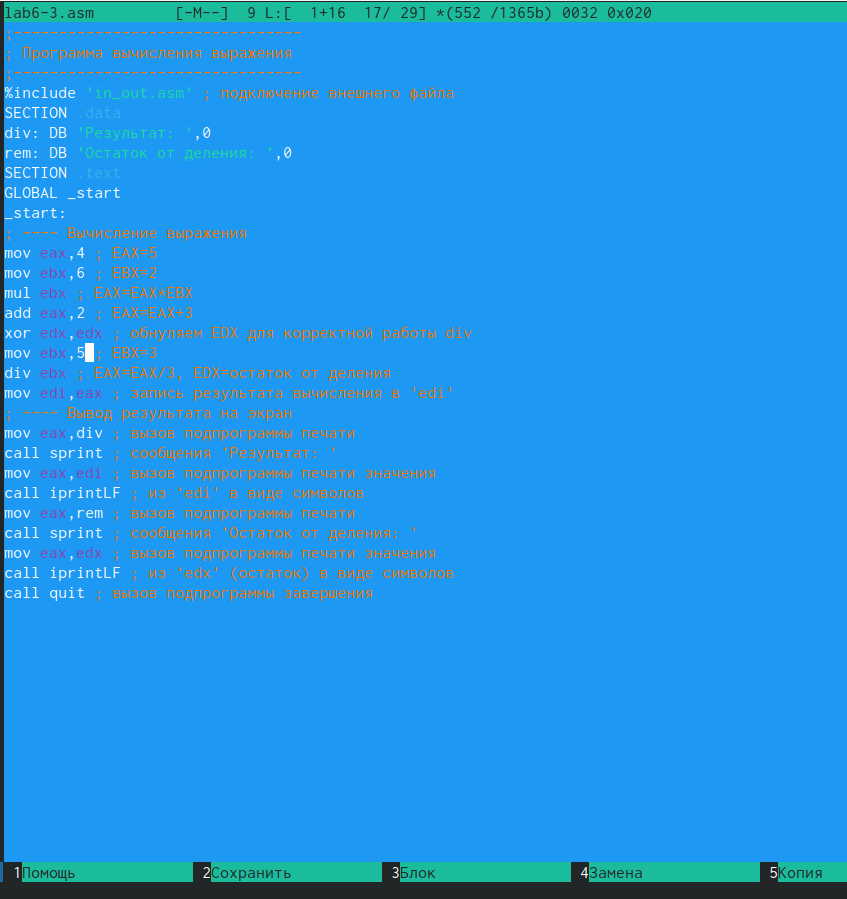 lab6-3.asm [-M--] 9 L:[ 1+16 17/ 29] *(552 /1365b) 0032 0x020
;--------------------------------
; Программа вычисления выражения
;--------------------------------
%include 'in_out.asm' ; подключение внешнего файла
SECTION .data
div: DB 'Результат: ',0
rem: DB 'Остаток от деления: ',0
SECTION .text
GLOBAL _start
_start:
; ---- Вычисление выражения
mov eax,4 ; EAX=5
mov ebx,6 ; EBX=2
mul ebx ; EAX=EAX*EBX
add eax,2 ; EAX=EAX+3
xor edx,edx ; обнуляем EDX для корректной работы div
mov ebx,5 ; EBX=3
div ebx ; EAX=EAX/3, EDX=остаток от деления
mov edi,eax ; запись результата вычисления в 'edi'
; ---- Вывод результата на экран
mov eax,div ; вызов подпрограммы печати
call sprint ; сообщения 'Результат: '
mov eax,edi ; вызов подпрограммы печати значения
call iprintLF ; из 'edi' в виде символов
mov eax,rem ; вызов подпрограммы печати
call sprint ; сообщения 'Остаток от деления: '
mov eax,edx ; вызов подпрограммы печати значения
call iprintLF ; из 'edx' (остаток) в виде символов
call quit ; вызов подпрограммы завершения
1Помощь 2Сохранить 3Блок 4Замена 5Копия